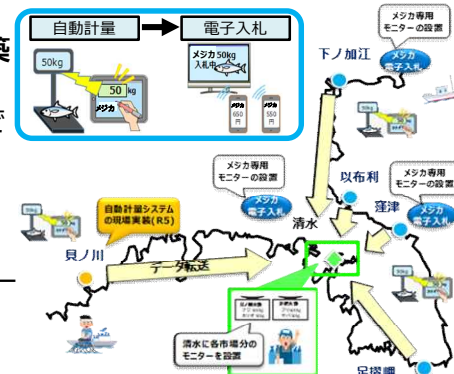 自動計量
電子入札
50kg
50 kg
メジカ
メジカ 50kg
入札中
メジカ
650
円
メジカ
550
円
メジカ専用
モニターの設置
下ノ加江
メジカ
電子入札
以布利
メジカ専用
モニターの設置
窪津
メジカ
電子入札
メジカ専用
モニターの設置
メジカ
電子入札
清水
自動計量システム
の現場実装(R5)
貝ノ川
データ転送
清水に各市場分の
モニターを設置
足摺岬